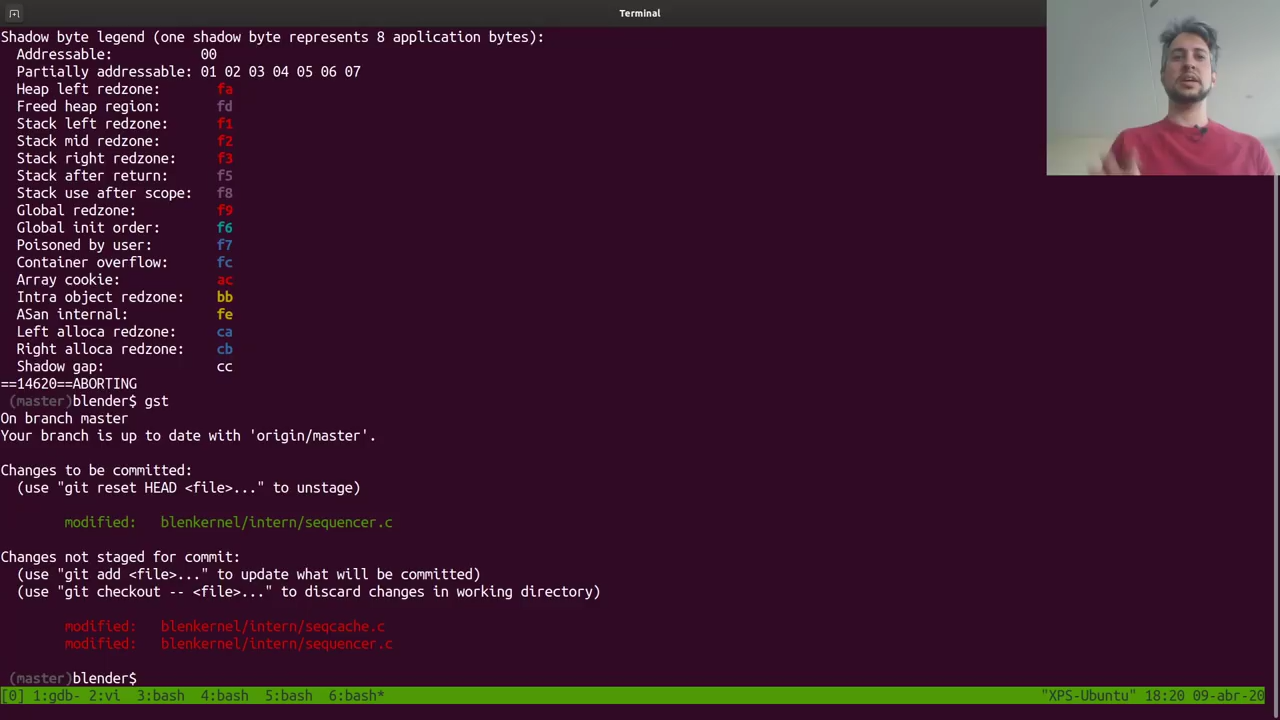 Terminal
Shadow byte legend (one shadow byte represents 8 application bytes):
  Addressable:           00
  Partially addressable: 01 02 03 04 05 06 07
  Heap left redzone:       fa
  Freed heap region:       fd
  Stack left redzone:      f1
  Stack mid redzone:       f2
  Stack right redzone:     f3
  Stack after return:      f5
  Stack use after scope:   f8
  Global redzone:          f9
  Global init order:       f6
  Poisoned by user:        f7
  Container overflow:      fc
  Array cookie:            ac
  Intra object redzone:    bb
  ASan internal:           fe
  Left alloca redzone:     ca
  Right alloca redzone:    cb
  Shadow gap:              cc
==14620==ABORTING
 (master)blender$ gst
On branch master
Your branch is up to date with 'origin/master'.
Changes to be committed:
  (use "git reset HEAD <file>..." to unstage)
        modified:   blenkernel/intern/sequencer.c
Changes not staged for commit:
  (use "git add <file>..." to update what will be committed)
  (use "git checkout -- <file>..." to discard changes in working directory)
        modified:   blenkernel/intern/seqcache.c
        modified:   blenkernel/intern/sequencer.c
 (master)blender$
[0] 1:gdb- 2:vi  3:bash  4:bash  5:bash  6:bash* "XPS-Ubuntu" 18:20 09-abr-20